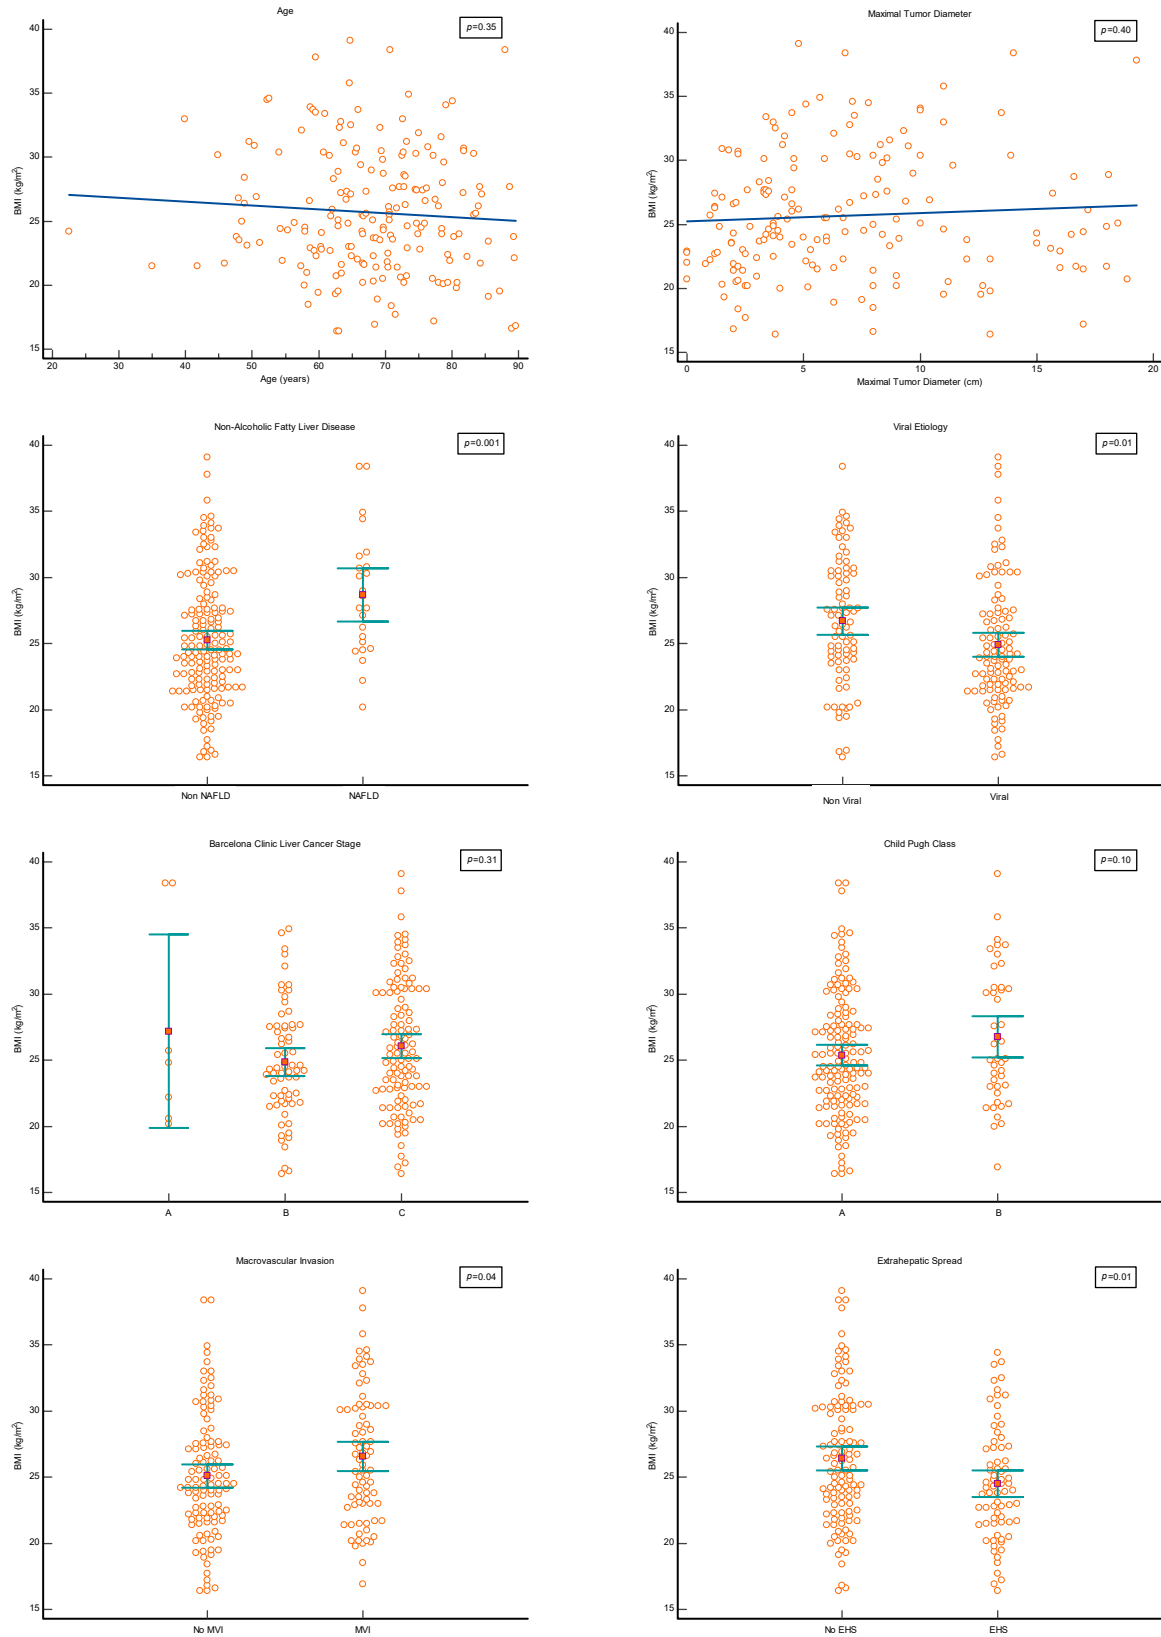 Age
p=0.35
40
35
30
25
20
15
BMI (kg/m²)
20
30
40
50
60
70
80
90
Age (years)
Maximal Tumor Diameter
p=0.40
40
35
30
25
20
15
BMI (kg/m²)
0
5
10
15
20
Maximal Tumor Diameter (cm)
Non-Alcoholic Fatty Liver Disease
p=0.001
40
35
30
25
20
15
BMI (kg/m²)
Non NAFLD
NAFLD
Viral Etiology
p=0.01
40
35
30
25
20
15
BMI (kg/m²)
Non Viral
Viral
Barcelona Clinic Liver Cancer Stage
p=0.31
40
35
30
25
20
15
BMI (kg/m²)
A
B
C
Child Pugh Class
p=0.10
40
35
30
25
20
15
BMI (kg/m²)
A
B
Macrovascular Invasion
p=0.04
40
35
30
25
20
15
BMI (kg/m²)
No MVI
MVI
Extrahepatic Spread
p=0.01
40
35
30
25
20
15
BMI (kg/m²)
No EHS
EHS